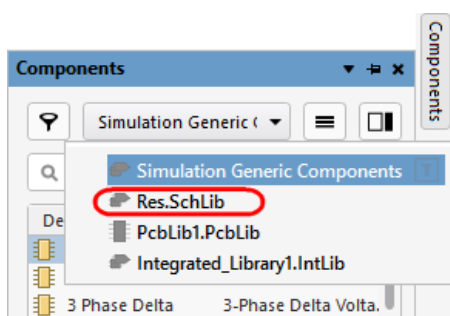 Components
Components
Simulation Generic (
Simulation Generic Components T
Res.SchLib
PcbLib1.PcbLib
Integrated_Library1.IntLib
De
3 Phase Delta 3-Phase Delta Volta.